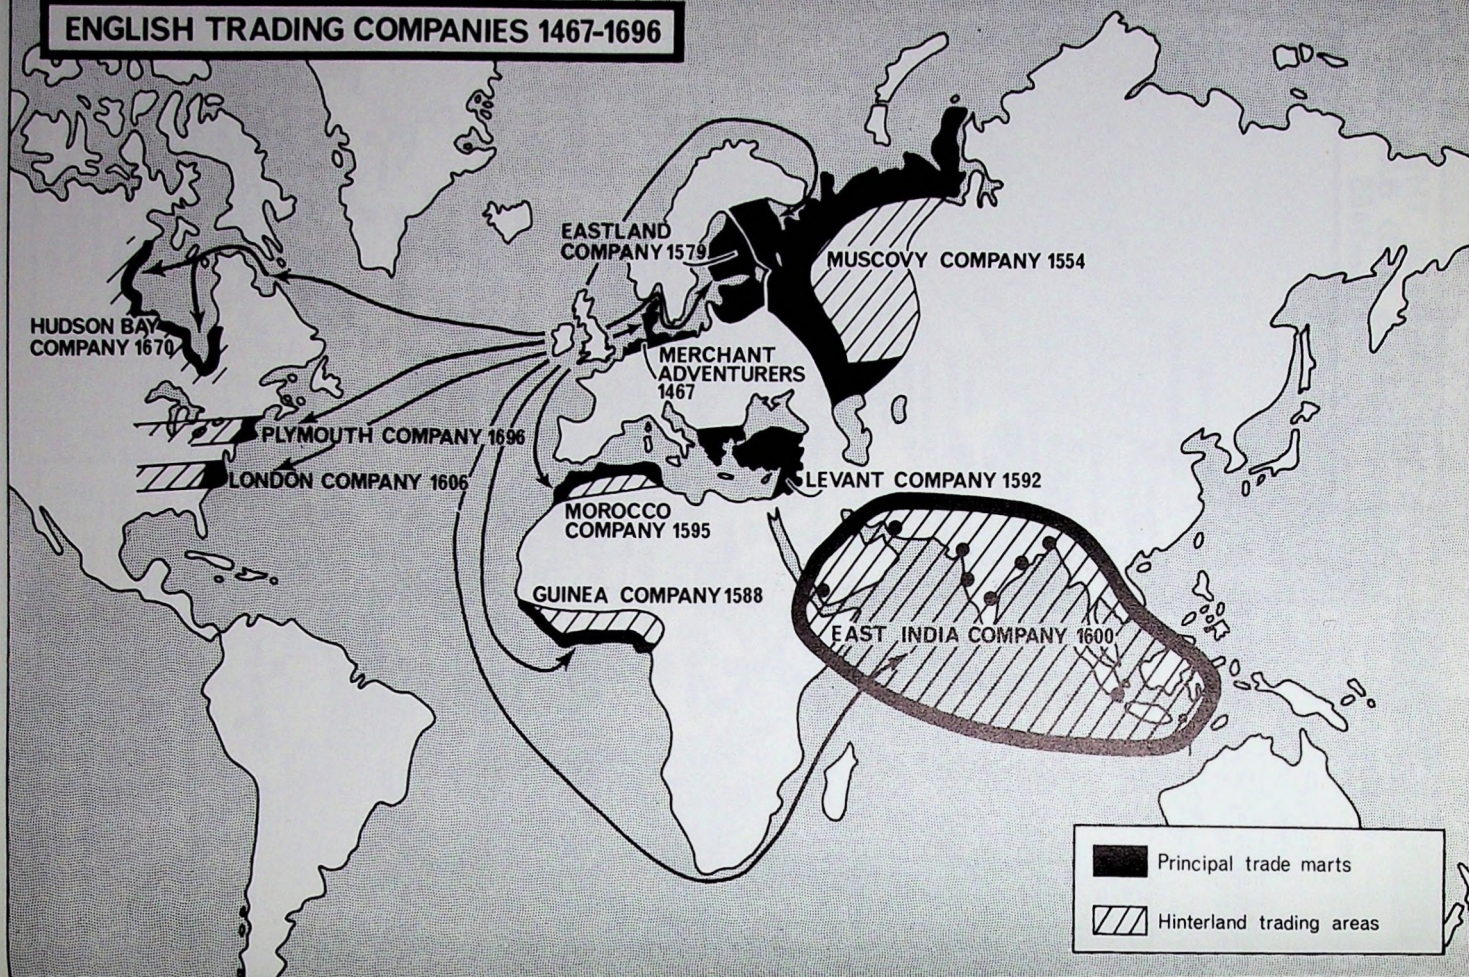 ENGLISH TRADING COMPANIES 1467-1696
EASTLAND
COMPANY 1579
MUSCOVY COMPANY 1554
HUDSON BAY
COMPANY 1670
MERCHANT
ADVENTURERS
1467
PLYMOUTH COMPANY 1696
LONDON COMPANY 1606
LEVANT COMPANY 1592
MOROCCO
COMPANY 1595
GUINEA COMPANY 1588
EAST INDIA COMPANY 1600
Principal trade marts
Hinterland trading areas